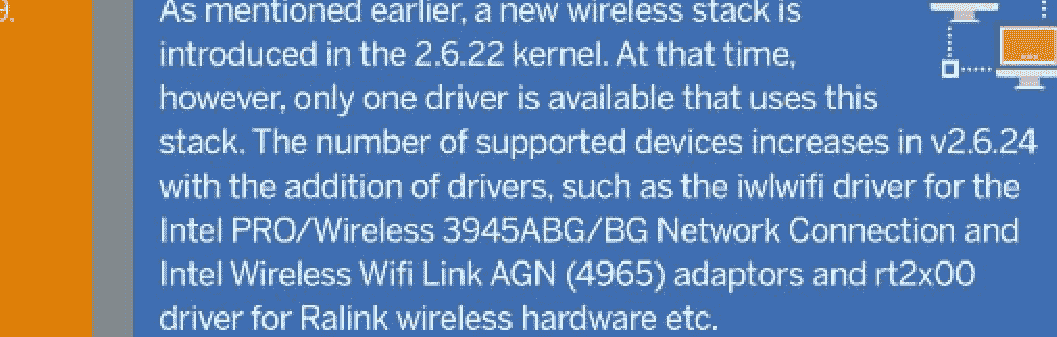 9.
As mentioned earlier, a new wireless stack is
introduced in the 2.6.22 kernel. At that time,
however, only one driver is available that uses this
stack. The number of supported devices increases in v2.6.24
with the addition of drivers, such as the iwlwifi driver for the
Intel PRO/Wireless 3945ABG/BG Network Connection and
Intel Wireless Wifi Link AGN (4965) adaptors and rt2x00
driver for Ralink wireless hardware etc.